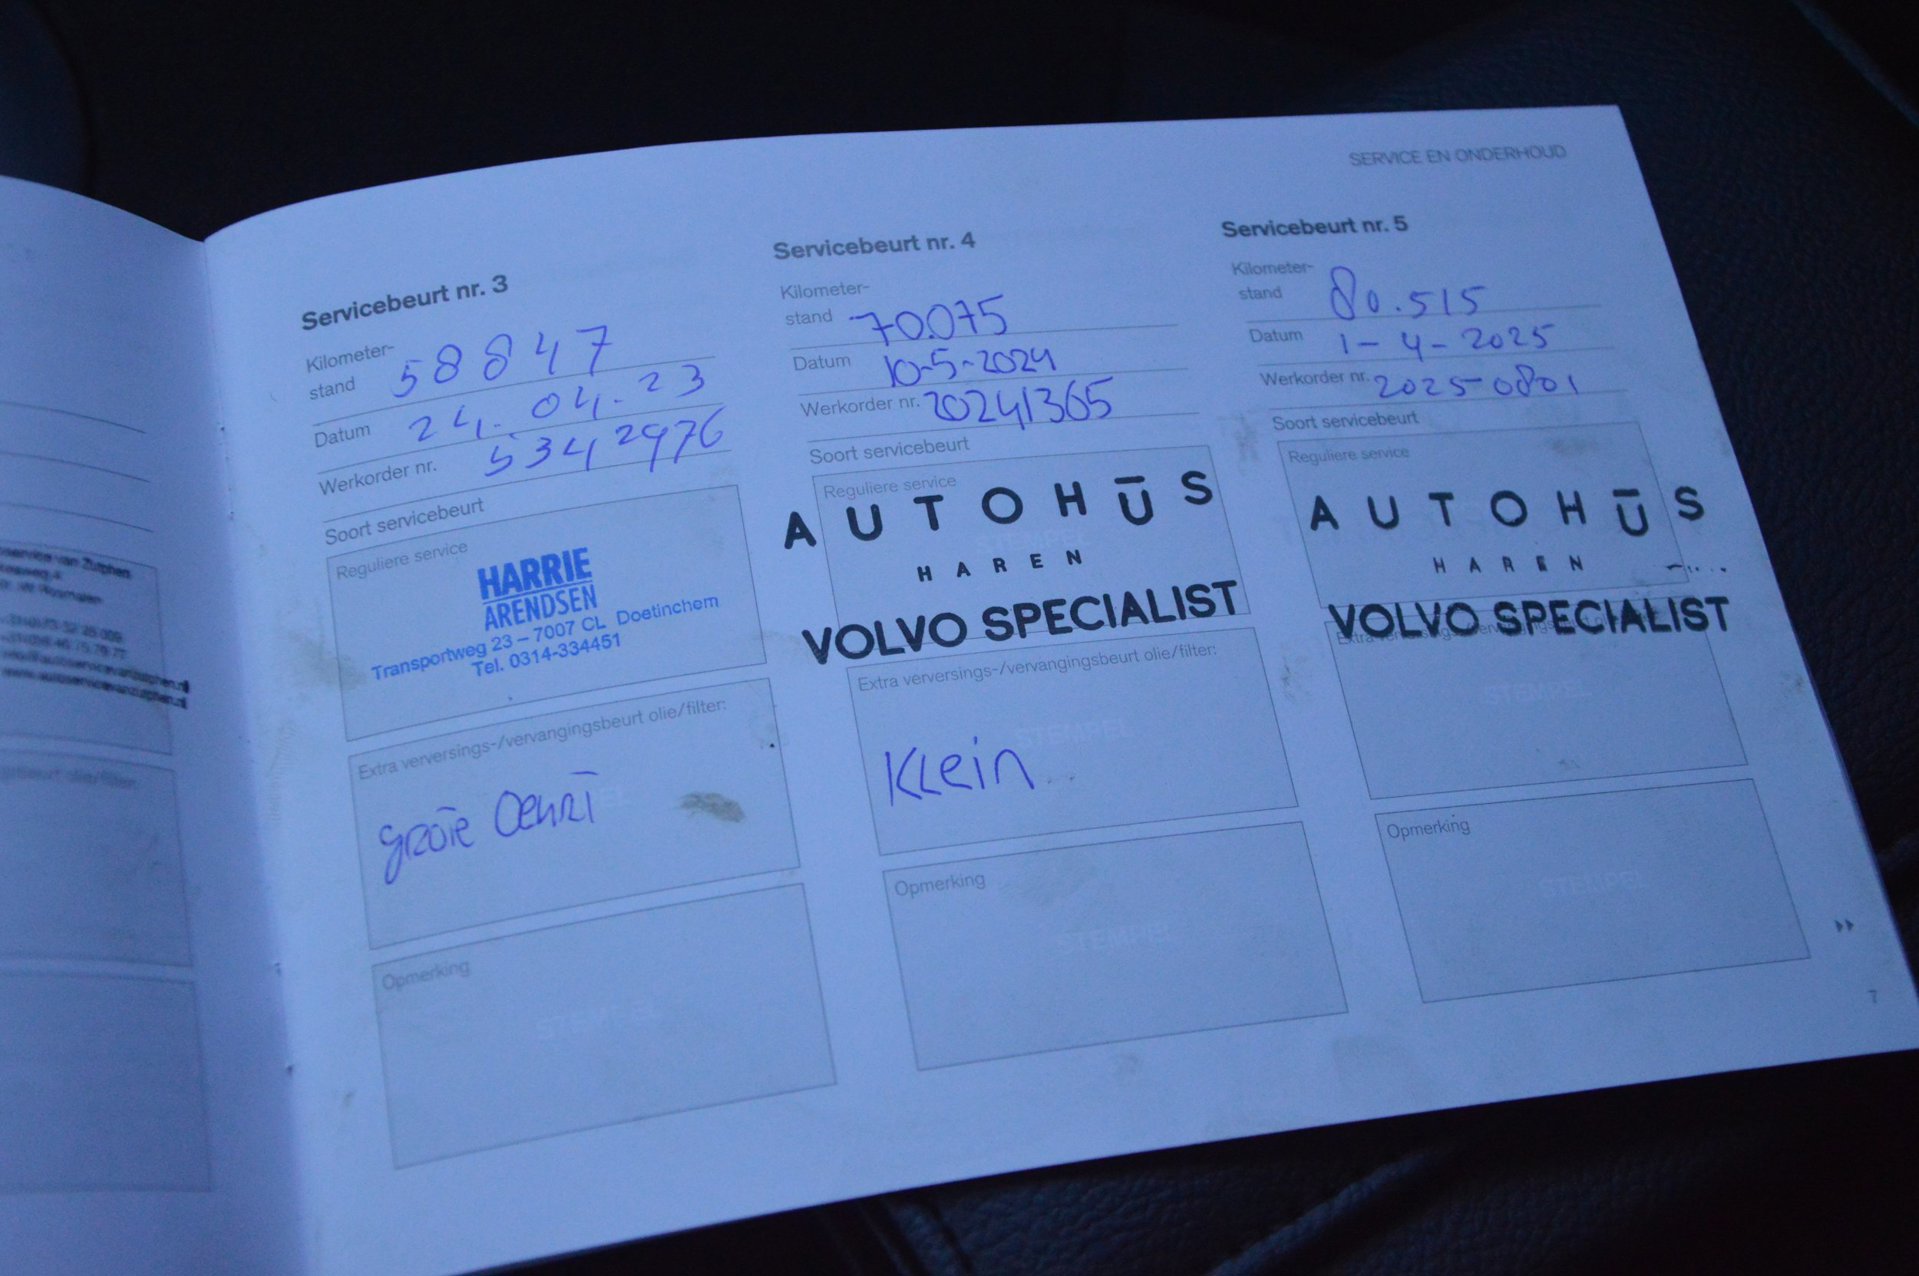 SERVICE EN ONDERHOUD
Servicebeurt nr. 3
Kilometer-
stand 58847
Datum 24.04.23
Werkorder nr. 5342976
Soort servicebeurt
Reguliere service
HARRIE
ARENDSEN
Transportweg 23 – 7007 CL Doetinchem
Tel. 0314-334451
Extra verversings-/vervangingsbeurt olie/filter:
grote
Opmerking
Servicebeurt nr. 4
Kilometer-
stand 70.075
Datum 10-5-2024
Werkorder nr. 20241365
Soort servicebeurt
Reguliere service
AUTOHŪS
HAREN
VOLVO SPECIALIST
Extra verversings-/vervangingsbeurt olie/filter:
STEMPEL
Klein
Opmerking
STEMPEL
Servicebeurt nr. 5
Kilometer-
stand 80.515
Datum 1-4-2025
Werkorder nr. 2025-0801
Soort servicebeurt
Reguliere service
AUTOHŪS
HAREN
VOLVO SPECIALIST
STEMPEL
Opmerking
STEMPEL
7